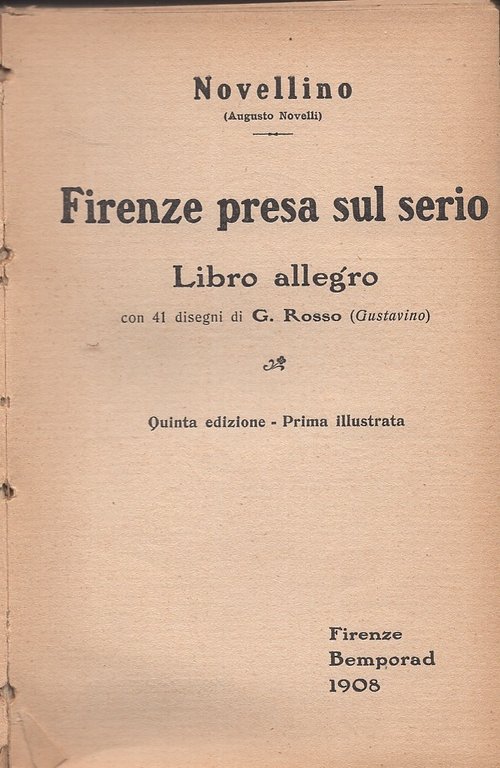 Novellino
(Augusto Novelli)
Firenze presa sul serio
Libro allegro
con 41 disegni di G. Rosso (Gustavino)
Quinta edizione - Prima illustrata
Firenze
Bemporad
1908